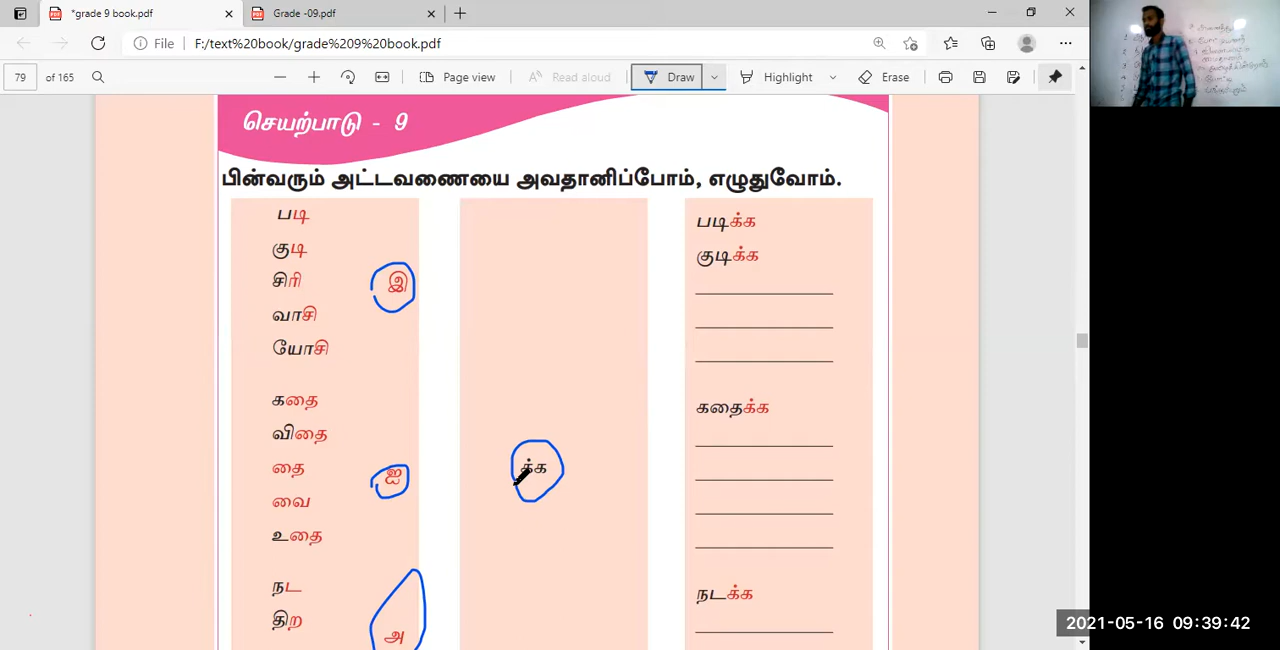 *grade 9 book.pdf
Grade -09.pdf
File
F:/text%20book/grade%209%20book.pdf
79
of 165
Page view
Read aloud
Draw
Highlight
Erase
செயற்பாடு - 9
பின்வரும் அட்டவணையை அவதானிப்போம், எழுதுவோம்.
படி
குடி
சிரி
இ
வாசி
யோசி
கதை
விதை
தை
ஐ
வை
உதை
நட
திற
அ
க்க
படிக்க
குடிக்க
கதைக்க
நடக்க
2021-05-16 09:39:42